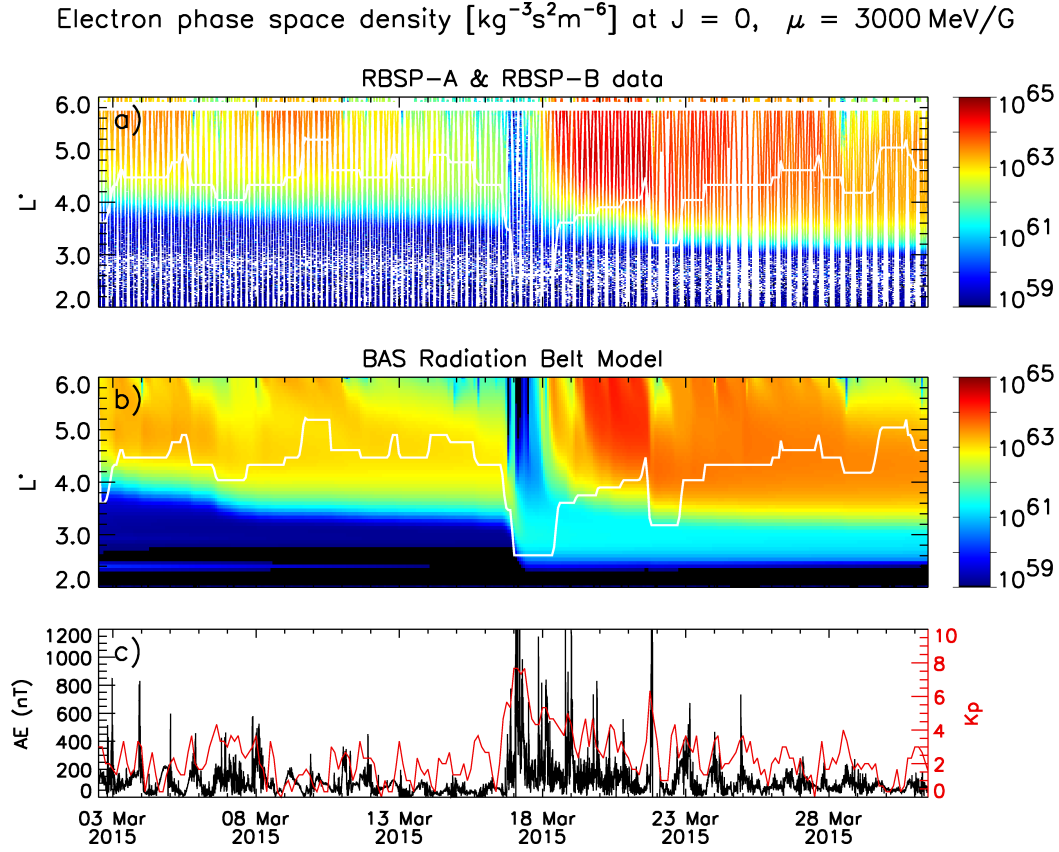 Electron phase space density [kg⁻³s²m⁻⁶] at J = 0, μ = 3000 MeV/G
RBSP-A & RBSP-B data
a)
6.0
5.0
4.0
3.0
2.0
L*
10⁶⁵
10⁶³
10⁶¹
10⁵⁹
BAS Radiation Belt Model
b)
6.0
5.0
4.0
3.0
2.0
L*
10⁶⁵
10⁶³
10⁶¹
10⁵⁹
c)
1200
1000
800
600
400
200
0
AE (nT)
10
8
6
4
2
0
Kp
03 Mar 08 Mar 13 Mar 18 Mar 23 Mar 28 Mar
2015 2015 2015 2015 2015 2015